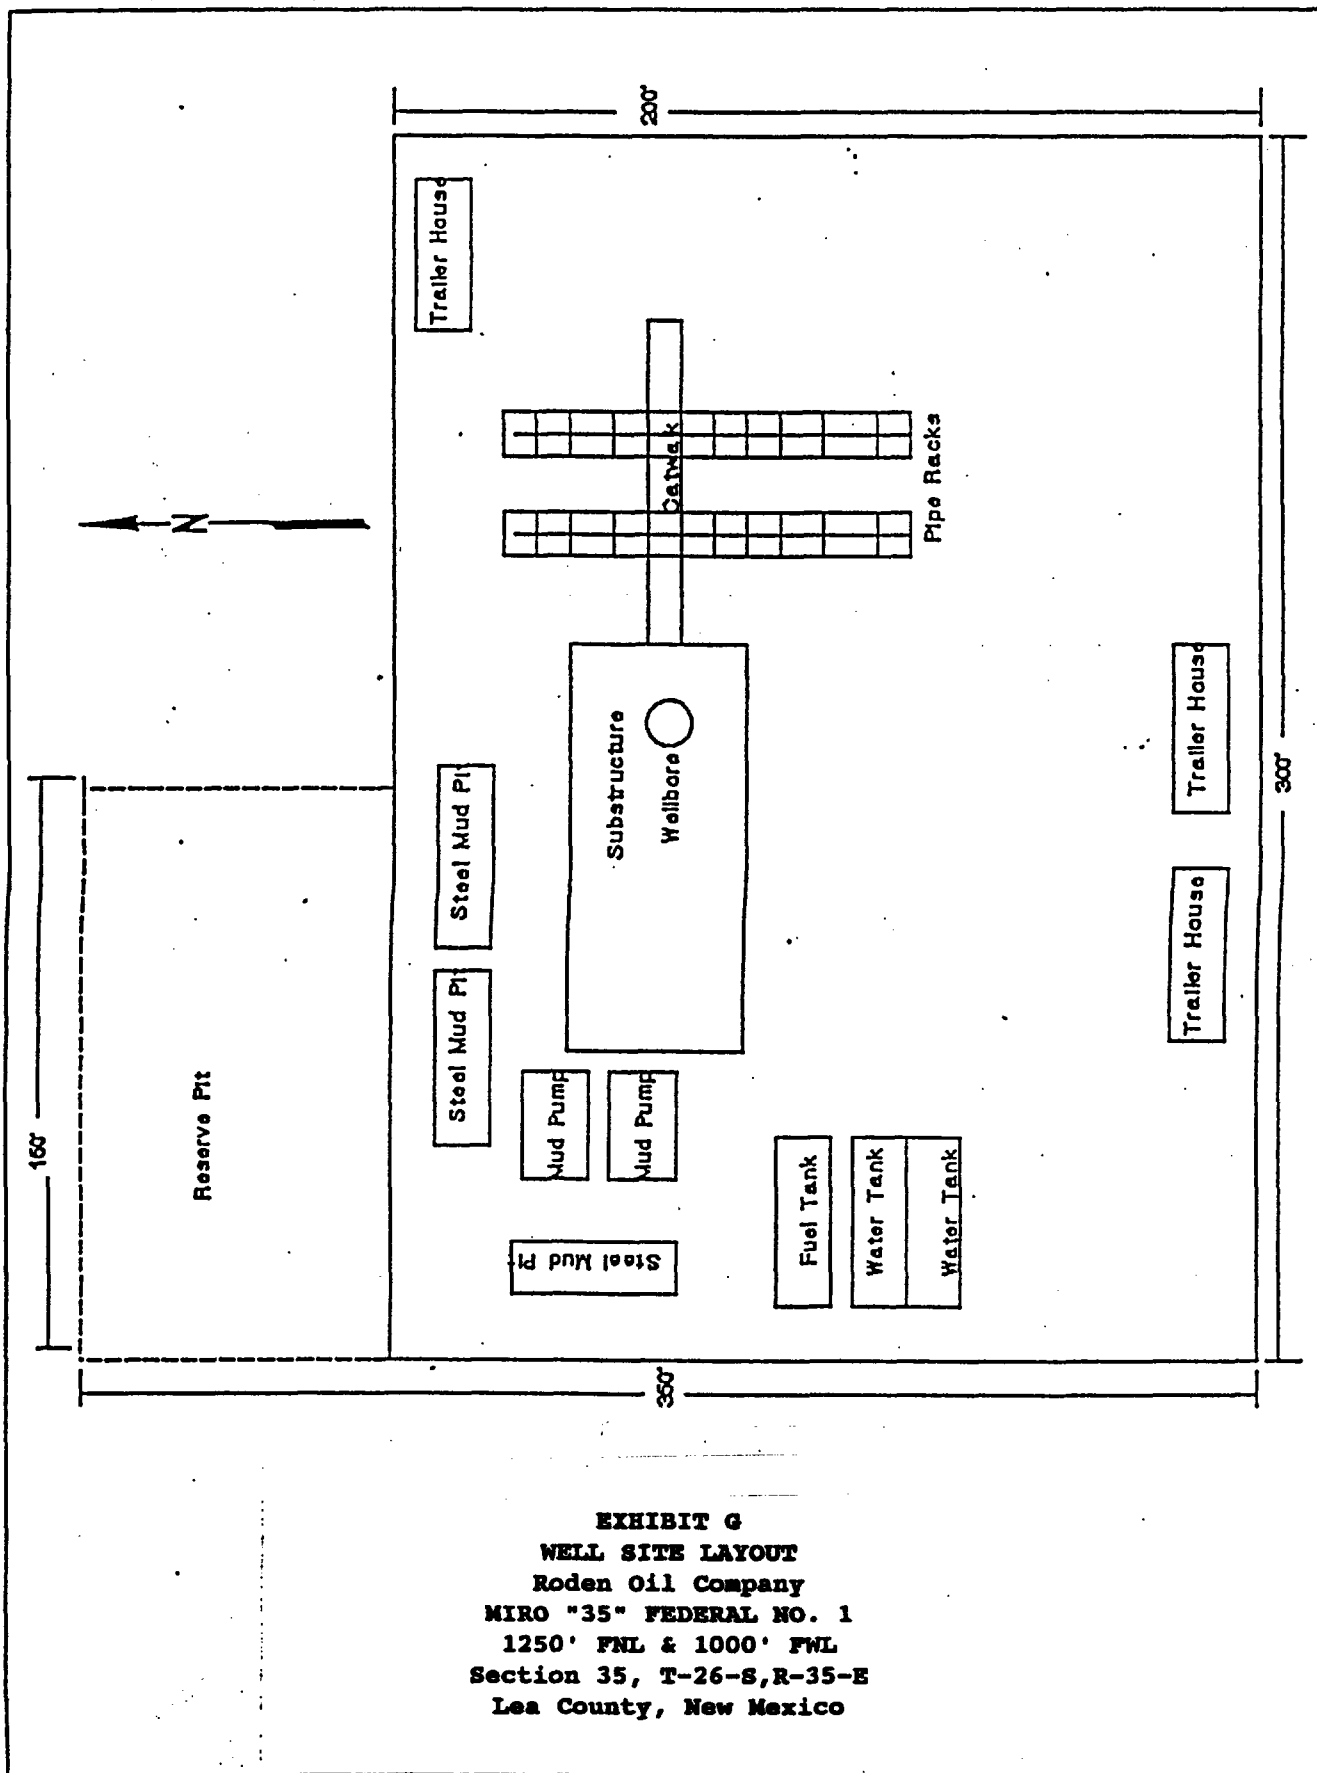 200'
Trailer House
N
Catwalk
Pipe Racks
Substructure
Wellbore
Trailer House
300'
Steel Mud Pit
Trailer House
Steel Mud Pit
Reserve Pit
160'
Mud Pump
Mud Pump
Fuel Tank
Water Tank
Water Tank
Steel Mud Pit
350'
EXHIBIT G
WELL SITE LAYOUT
Roden Oil Company
MIRO "35" FEDERAL NO. 1
1250' FNL & 1000' FWL
Section 35, T-26-S,R-35-E
Lea County, New Mexico